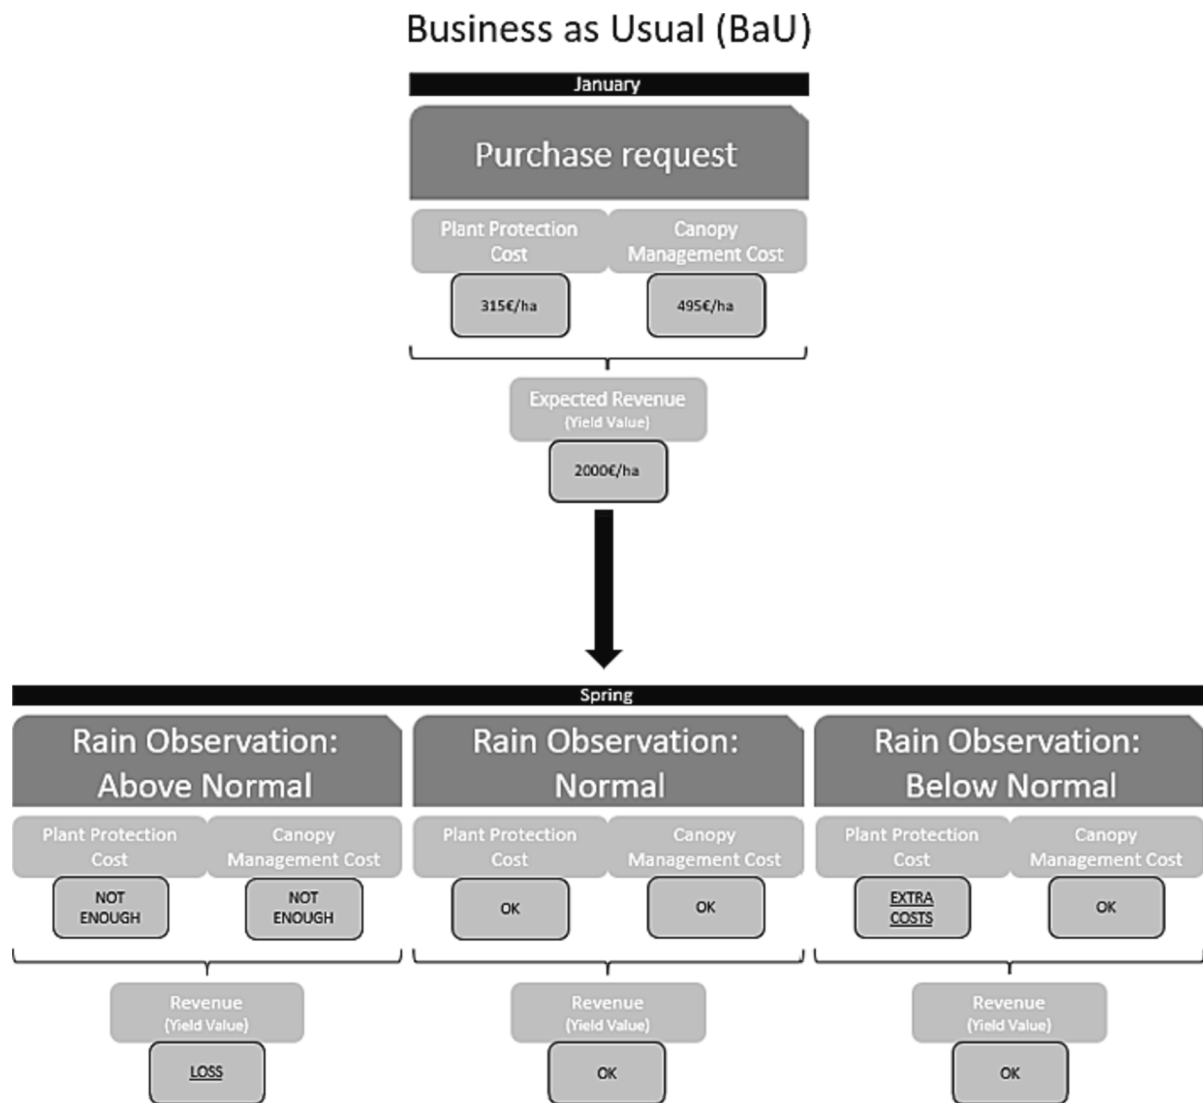 Business as Usual (BaU)
January
Purchase request
Plant Protection
Cost
Canopy
Management Cost
315€/ha
495€/ha
Expected Revenue
(Yield Value)
2000€/ha
Spring
Rain Observation:
Above Normal
Plant Protection
Cost
Canopy
Management Cost
NOT
ENOUGH
NOT
ENOUGH
Revenue
(Yield Value)
LOSS
Rain Observation:
Normal
Plant Protection
Cost
Canopy
Management Cost
OK
OK
Revenue
(Yield Value)
OK
Rain Observation:
Below Normal
Plant Protection
Cost
Canopy
Management Cost
EXTRA
COSTS
OK
Revenue
(Yield Value)
OK